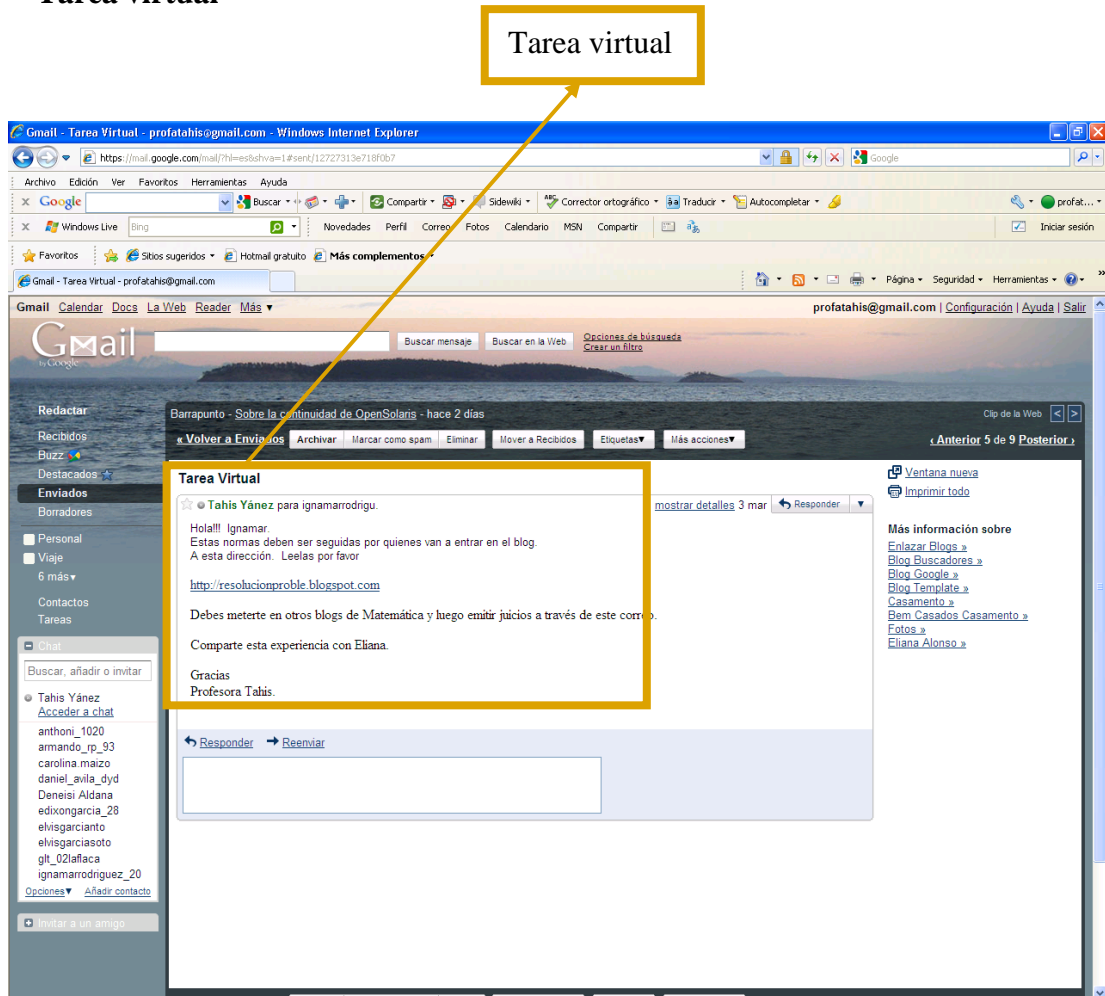 Tarea virtual
Tarea virtual
Gmail - Tarea Virtual - profatahis@gmail.com - Windows Internet Explorer
https://mail.google.com/mail/?hl=es&shva=1#sent/12727313e718f0b7
Google
Archivo Edición Ver Favoritos Herramientas Ayuda
x Google Buscar Compartir Sidewiki Corrector ortográfico Traducir Autocompletar profat...
x Windows Live Bing Novedades Perfil Correo Fotos Calendario MSN Compartir Iniciar sesión
Favoritos Sitios sugeridos Hotmail gratuito Más complementos
Gmail - Tarea Virtual - profatahis@gmail.com Página Seguridad Herramientas
Gmail Calendar Docs La Web Reader Más ▾ profatahis@gmail.com | Configuración | Ayuda | Salir
Gmail
by Google
Buscar mensaje Buscar en la Web Opciones de búsqueda
Crear un filtro
Redactar
Recibidos
Buzz
Destacados
Enviados
Borradores
Personal
Viaje
6 más▾
Contactos
Tareas
Chat
Buscar, añadir o invitar
Tahis Yánez
Acceder a chat
anthoni_1020
armando_rp_93
carolina.maizo
daniel_avila_dyd
Deneisi Aldana
edixongarcia_28
elvisgarcianto
elvisgarciasoto
glt_02laflaca
ignamarrodriguez_20
Opciones▾ Añadir contacto
Invitar a un amigo
Barrapunto - Sobre la continuidad de OpenSolaris - hace 2 días Clip de la Web < >
« Volver a Enviados Archivar Marcar como spam Eliminar Mover a Recibidos Etiquetas▾ Más acciones▾ ‹ Anterior 5 de 9 Posterior ›
Tarea Virtual
Tahis Yánez para ignamarrodrigu. mostrar detalles 3 mar Responder ▾
Hola!!! Ignamar.
Estas normas deben ser seguidas por quienes van a entrar en el blog.
A esta dirección. Leelas por favor
http://resolucionproble.blogspot.com
Debes meterte en otros blogs de Matemática y luego emitir juicios a través de este correo.
Comparte esta experiencia con Eliana.
Gracias
Profesora Tahis.
Responder Reenviar
Ventana nueva
Imprimir todo
Más información sobre
Enlazar Blogs »
Blog Buscadores »
Blog Google »
Blog Template »
Casamento »
Bem Casados Casamento »
Fotos »
Eliana Alonso »